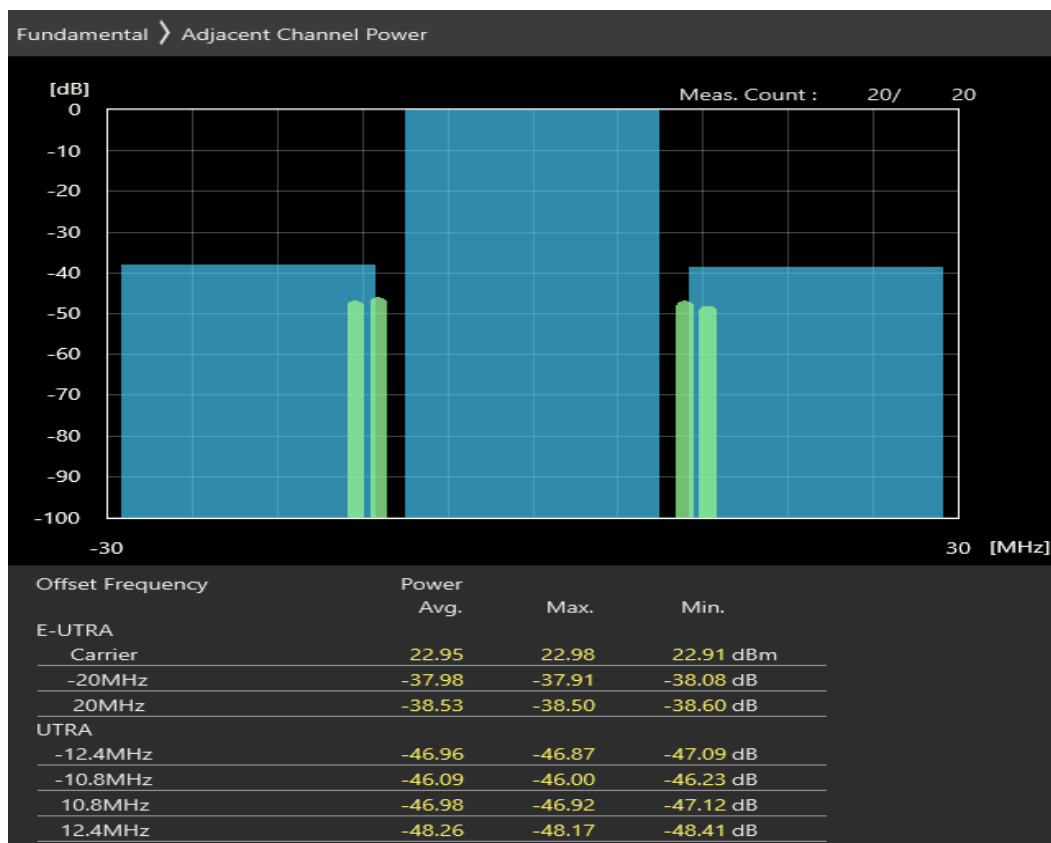 Fundamental ❯ Adjacent Channel Power
[dB]
Meas. Count : 20/ 20
0
-10
-20
-30
-40
-50
-60
-70
-80
-90
-100
-30 30 [MHz]
Offset Frequency Power
Avg. Max. Min.
E-UTRA
Carrier 22.95 22.98 22.91 dBm
-20MHz -37.98 -37.91 -38.08 dB
20MHz -38.53 -38.50 -38.60 dB
UTRA
-12.4MHz -46.96 -46.87 -47.09 dB
-10.8MHz -46.09 -46.00 -46.23 dB
10.8MHz -46.98 -46.92 -47.12 dB
12.4MHz -48.26 -48.17 -48.41 dB